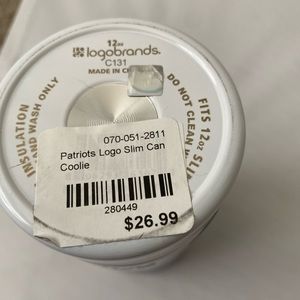 12oz
logobrands.
C131
MADE IN
INSULATION
AND WASH ONLY
FITS 12oz
DO NOT CLEAN
070-051-2811
Patriots Logo Slim Can
Coolie
280449
$26.99